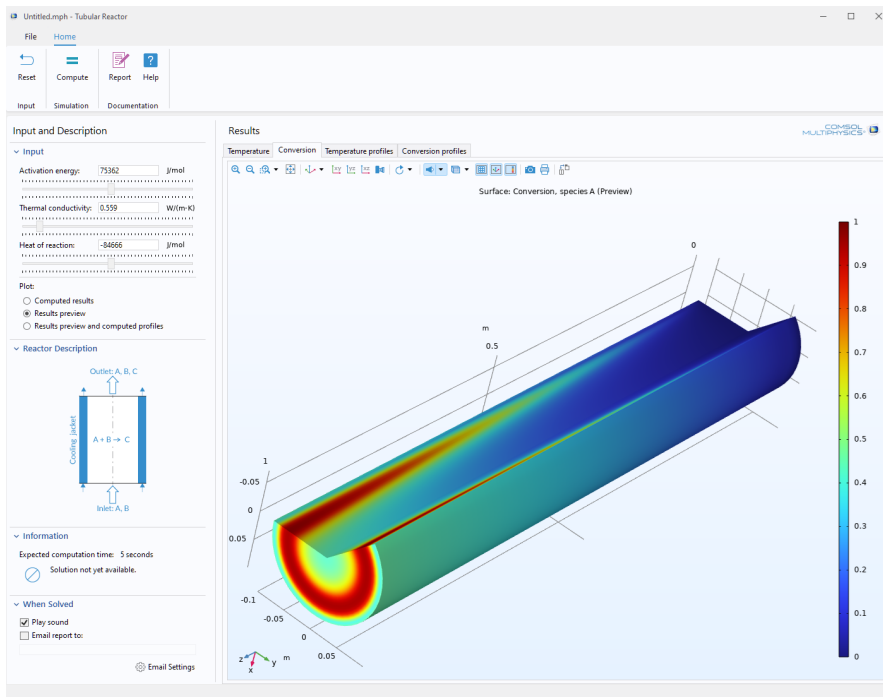 Untitled.mph - Tubular Reactor
File Home
Reset Compute Report Help
Input Simulation Documentation
Input and Description
Input
Activation energy: 75362 J/mol
Thermal conductivity: 0.559 W/(m·K)
Heat of reaction: -84666 J/mol
Plot:
Computed results
Results preview
Results preview and computed profiles
Reactor Description
Outlet: A, B, C
Cooling jacket
A + B → C
Inlet: A, B
Information
Expected computation time: 5 seconds
Solution not yet available.
When Solved
Play sound
Email report to:
Email Settings
Results
COMSOL
MULTIPHYSICS®
Temperature Conversion Temperature profiles Conversion profiles
xy yz xz
Surface: Conversion, species A (Preview)
0
m
0.5
1
-0.05
0
0.05
-0.1
-0.05
0
0.05
m
z y
x
1
0.9
0.8
0.7
0.6
0.5
0.4
0.3
0.2
0.1
0